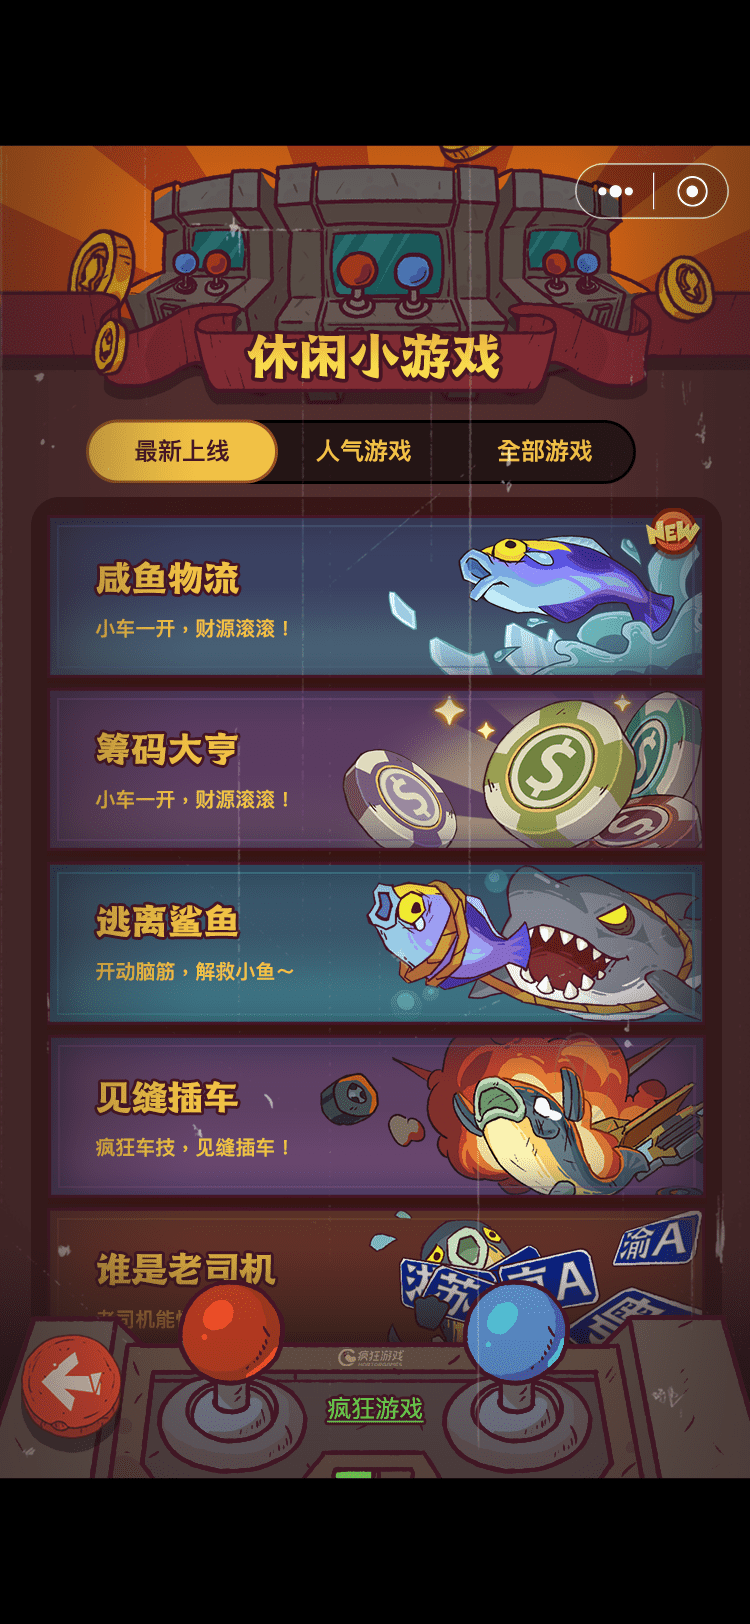 休闲小游戏
最新上线 人气游戏 全部游戏
NEW
咸鱼物流
小车一开，财源滚滚！
筹码大亨
小车一开，财源滚滚！
逃离鲨鱼
开动脑筋，解救小鱼～
见缝插车
疯狂车技，见缝插车！
谁是老司机
老司机能
渝A
苏
A
疯狂游戏
疯狂游戏